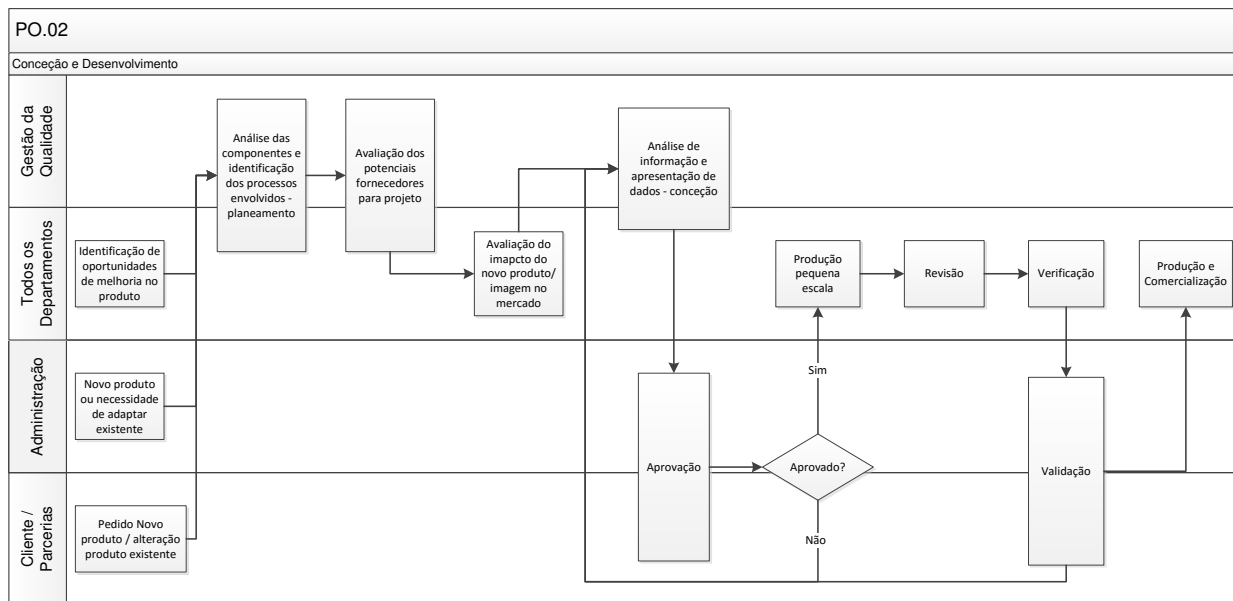 PO.02
Conceção e Desenvolvimento
Gestão da
Qualidade
Análise das
componentes e
identificação
dos processos
envolvidos -
planeamento
Avaliação dos
potenciais
fornecedores
para projeto
Análise de
informação e
apresentação de
dados - conceção
Todos os
Departamentos
Identificação de
oportunidades
de melhoria no
produto
Avaliação do
imapcto do
novo produto/
imagem no
mercado
Produção
pequena
escala
Revisão
Verificação
Produção e
Comercialização
Administração
Novo produto
ou necessidade
de adaptar
existente
Sim
Aprovação
Aprovado?
Validação
Cliente /
Parcerias
Pedido Novo
produto / alteração
produto existente
Não